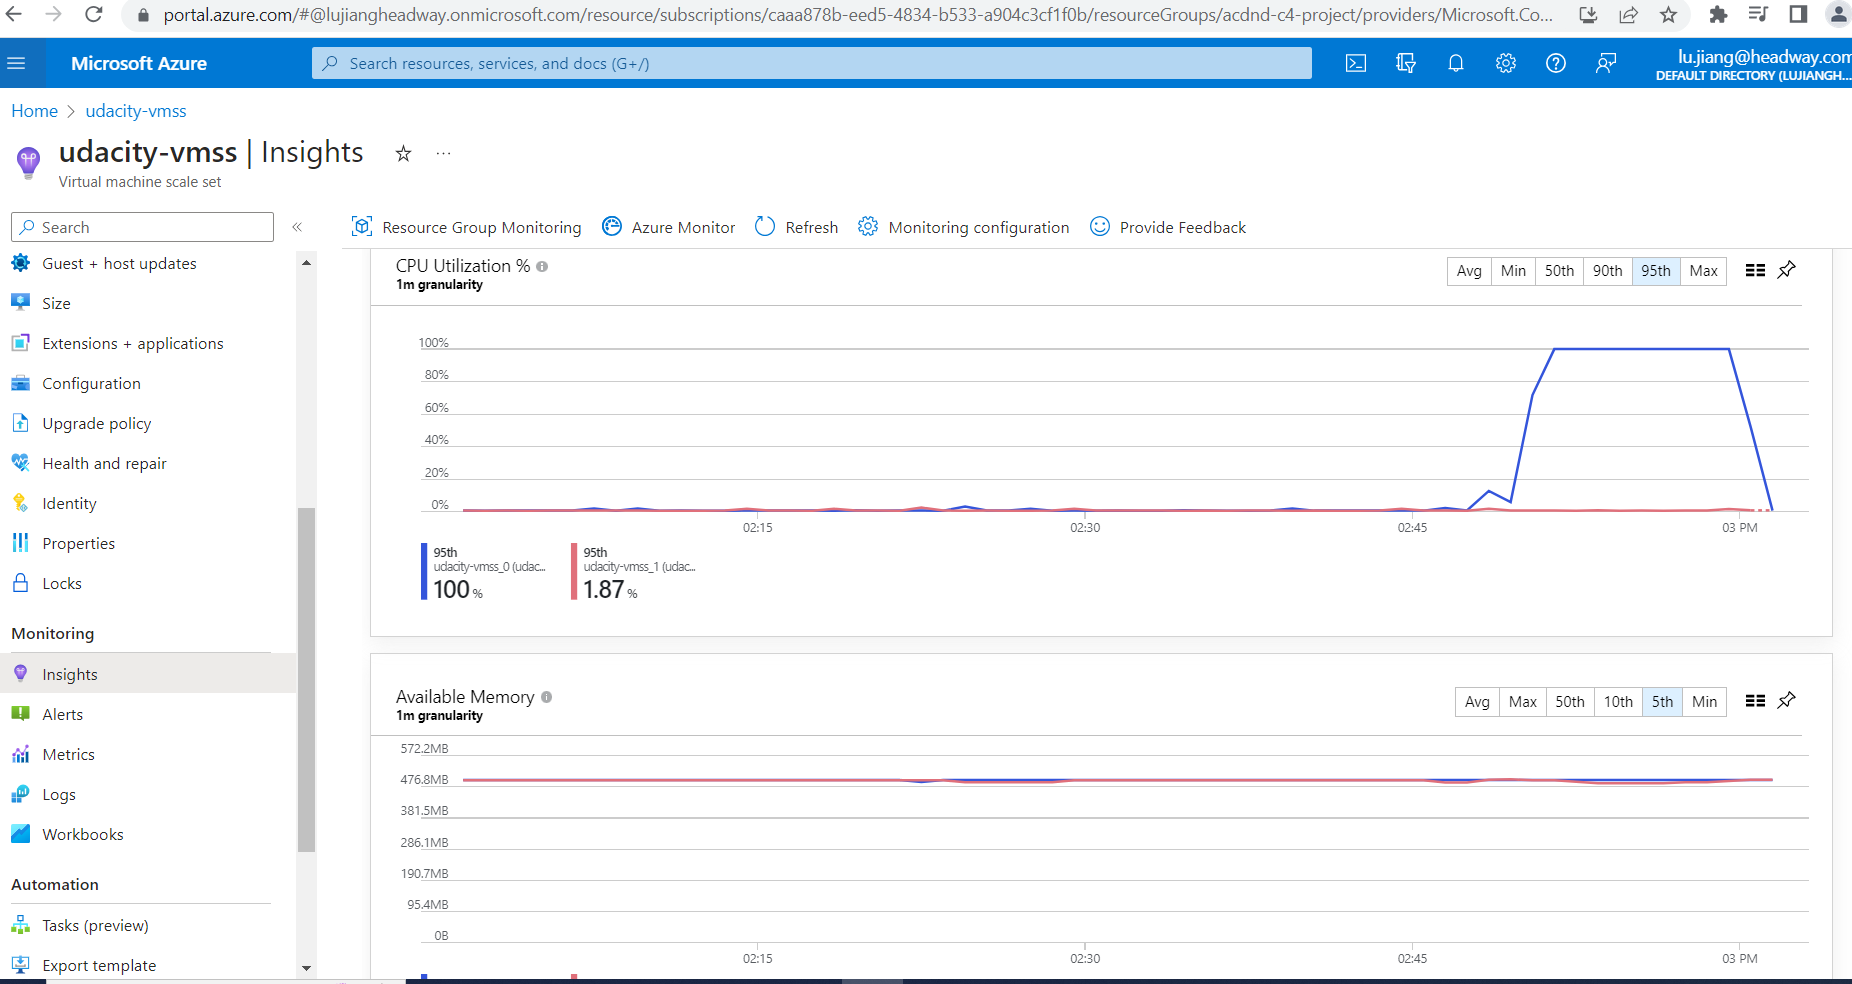 portal.azure.com/#@lujiangheadway.onmicrosoft.com/resource/subscriptions/caaa878b-eed5-4834-b533-a904c3cf1f0b/resourceGroups/acdnd-c4-project/providers/Microsoft.Co...
Microsoft Azure
Search resources, services, and docs (G+/)
lu.jiang@headway.com
DEFAULT DIRECTORY (LUJIANGH...
Home > udacity-vmss
udacity-vmss | Insights
Virtual machine scale set
Search
Resource Group Monitoring
Azure Monitor
Refresh
Monitoring configuration
Provide Feedback
Guest + host updates
Size
Extensions + applications
Configuration
Upgrade policy
Health and repair
Identity
Properties
Locks
Monitoring
Insights
Alerts
Metrics
Logs
Workbooks
Automation
Tasks (preview)
Export template
CPU Utilization %
1m granularity
Avg Min 50th 90th 95th Max
100%
80%
60%
40%
20%
0%
02:15 02:30 02:45 03 PM
95th
udacity-vmss_0 (udac...
100 %
95th
udacity-vmss_1 (udac...
1.87 %
Available Memory
1m granularity
Avg Max 50th 10th 5th Min
572.2MB
476.8MB
381.5MB
286.1MB
190.7MB
95.4MB
0B
02:15 02:30 02:45 03 PM